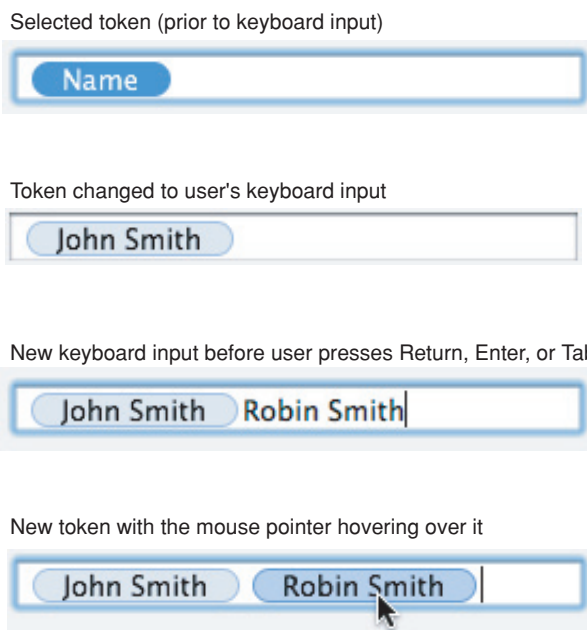 Selected token (prior to keyboard input)
Name
Token changed to user's keyboard input
John Smith
New keyboard input before user presses Return, Enter, or Tab
John Smith Robin Smith
New token with the mouse pointer hovering over it
John Smith Robin Smith